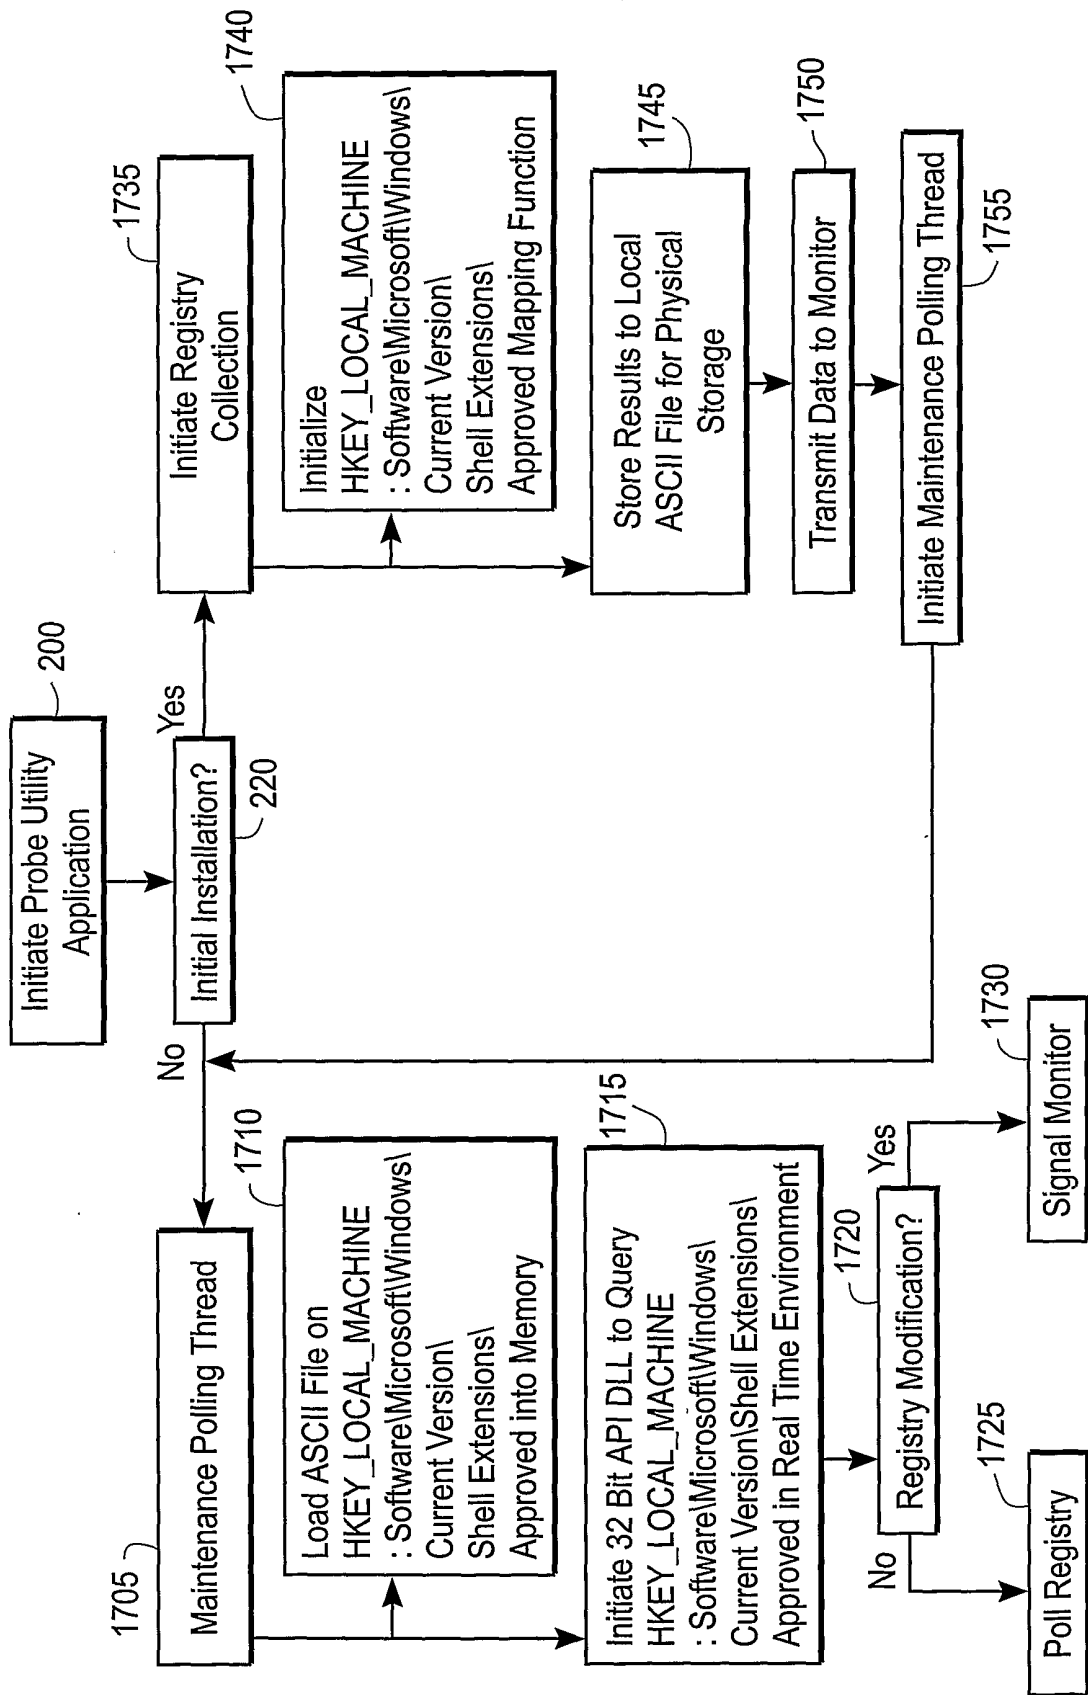 Initiate Probe Utility
Application
200
Initial Installation?
220
No
Yes
Maintenance Polling Thread
1705
Load ASCII File on
HKEY_LOCAL_MACHINE
: Software\Microsoft\Windows\
Current Version\
Shell Extensions\
Approved into Memory
1710
Initiate 32 Bit API DLL to Query
HKEY_LOCAL_MACHINE
: Software\Microsoft\Windows\
Current Version\Shell Extensions\
Approved in Real Time Environment
1715
Registry Modification?
1720
No
Yes
Poll Registry
1725
Signal Monitor
1730
Initiate Registry
Collection
1735
Initialize
HKEY_LOCAL_MACHINE
: Software\Microsoft\Windows\
Current Version\
Shell Extensions\
Approved Mapping Function
1740
Store Results to Local
ASCII File for Physical
Storage
1745
Transmit Data to Monitor
1750
Initiate Maintenance Polling Thread
1755